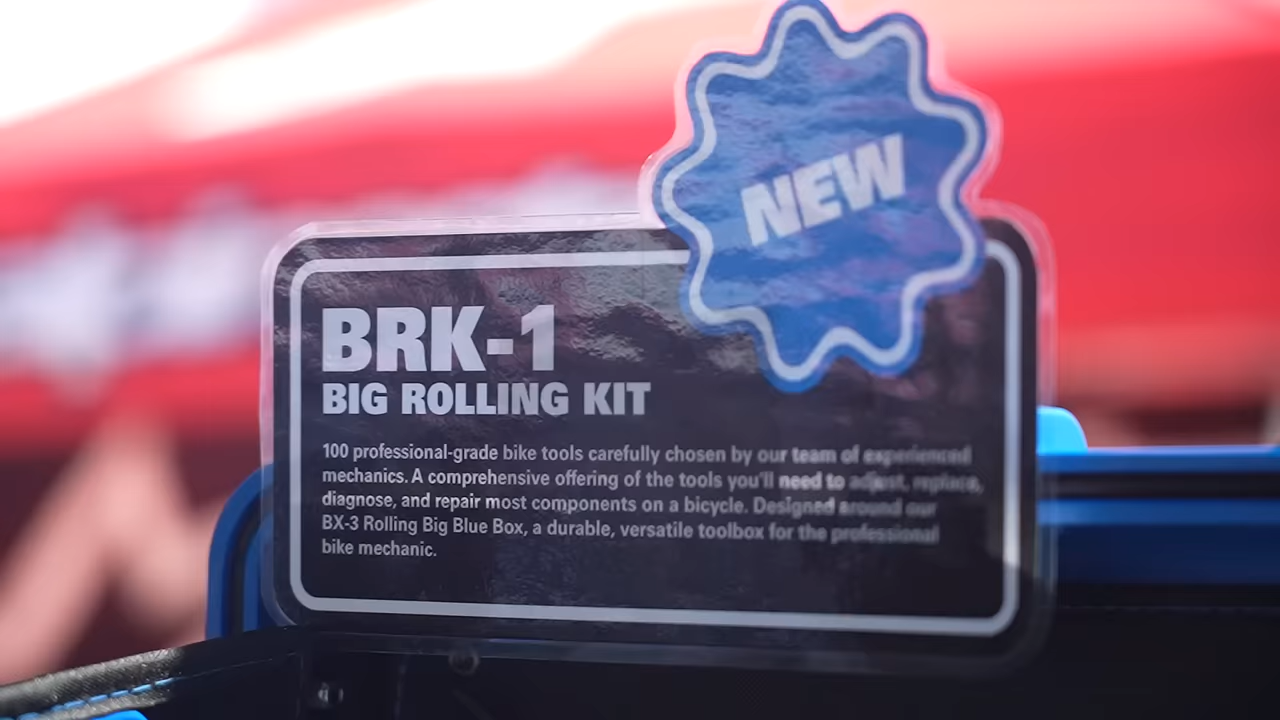 NEW
BRK-1
BIG ROLLING KIT
100 professional-grade bike tools carefully chosen by our team of experienced
mechanics. A comprehensive offering of the tools you'll need to adjust, replace,
diagnose, and repair most components on a bicycle. Designed around our
BX-3 Rolling Big Blue Box, a durable, versatile toolbox for the professional
bike mechanic.